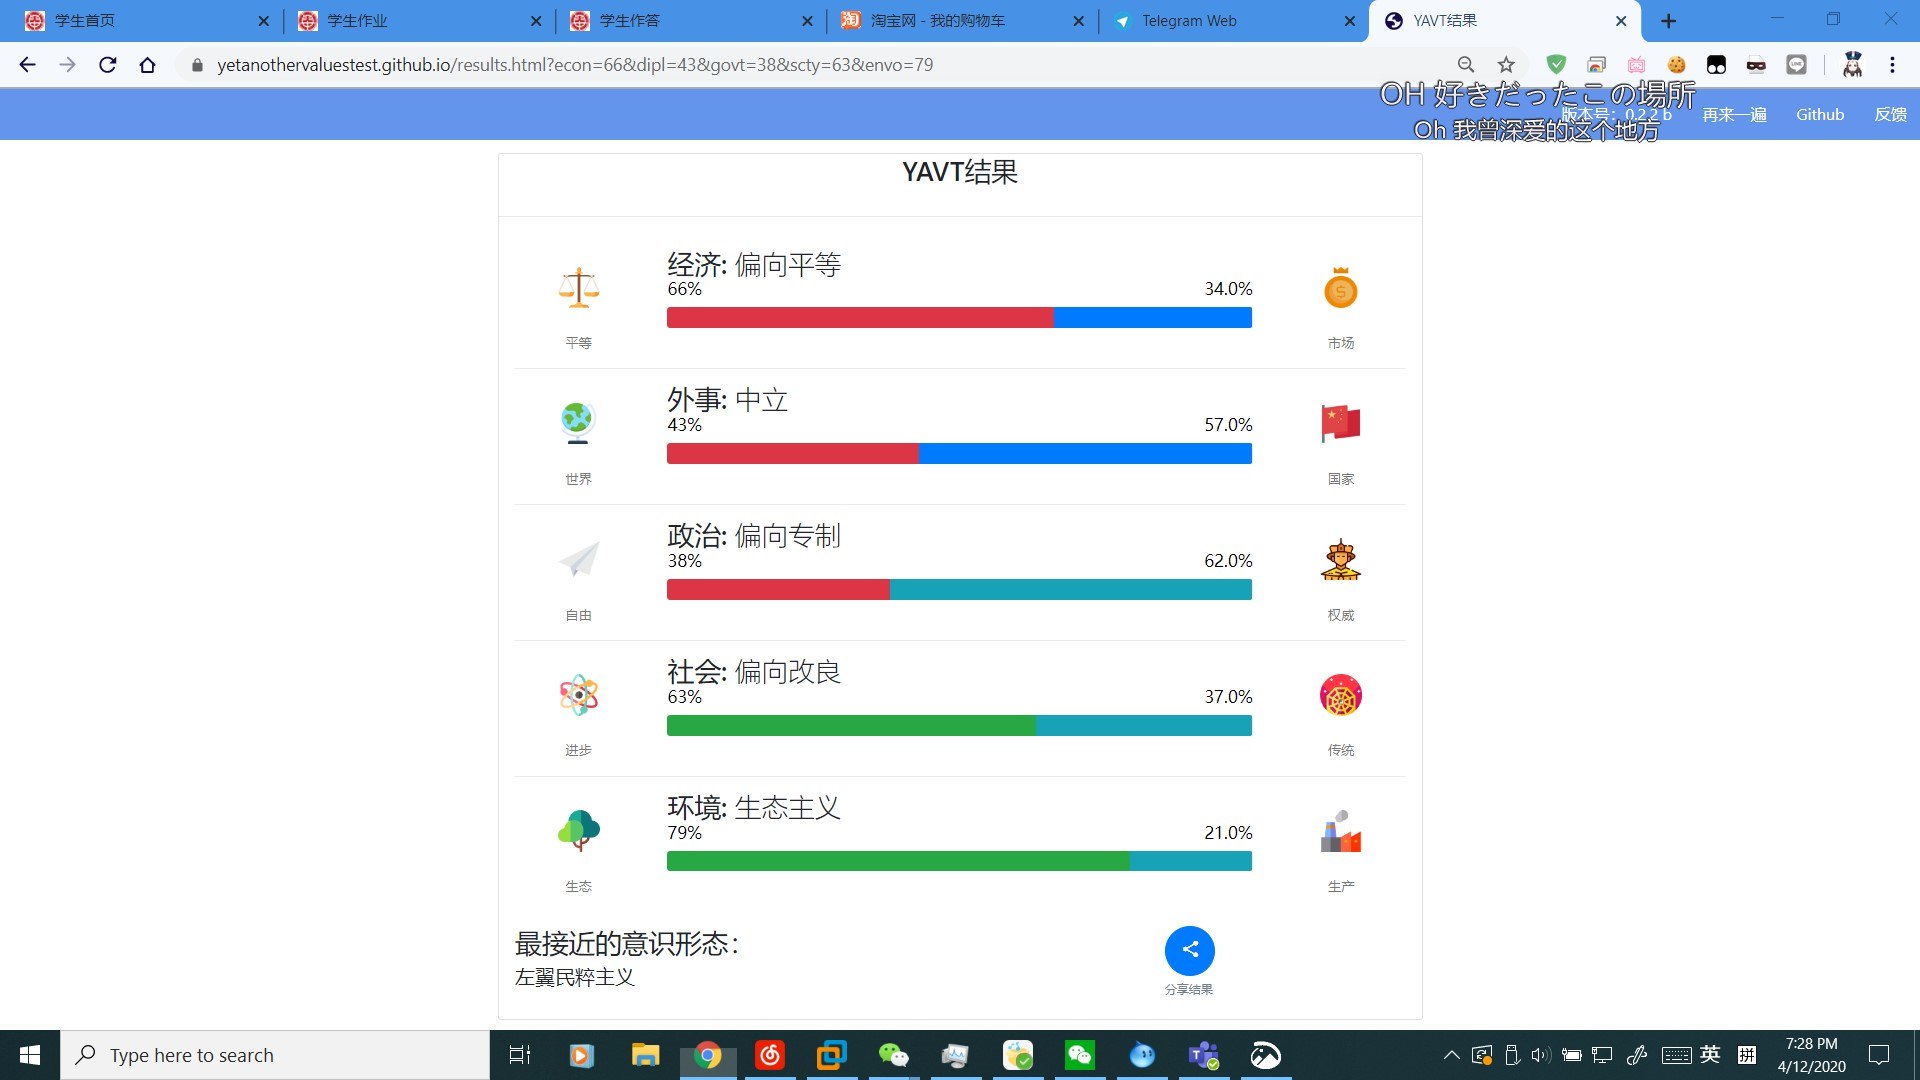 学生首页
学生作业
学生作答
淘宝网 - 我的购物车
Telegram Web
YAVT结果
yetanothervaluestest.github.io/results.html?econ=66&dipl=43&govt=38&scty=63&envo=79
OH 好きだったこの場所
Oh 我曾深爱的这个地方
版本号: 0.2.2 b
再来一遍
Github
反馈
YAVT结果
经济: 偏向平等
66%
34.0%
平等
市场
外事: 中立
43%
57.0%
世界
国家
政治: 偏向专制
38%
62.0%
自由
权威
社会: 偏向改良
63%
37.0%
进步
传统
环境: 生态主义
79%
21.0%
生态
生产
最接近的意识形态：
左翼民粹主义
分享结果
Type here to search
英
拼
7:28 PM
4/12/2020